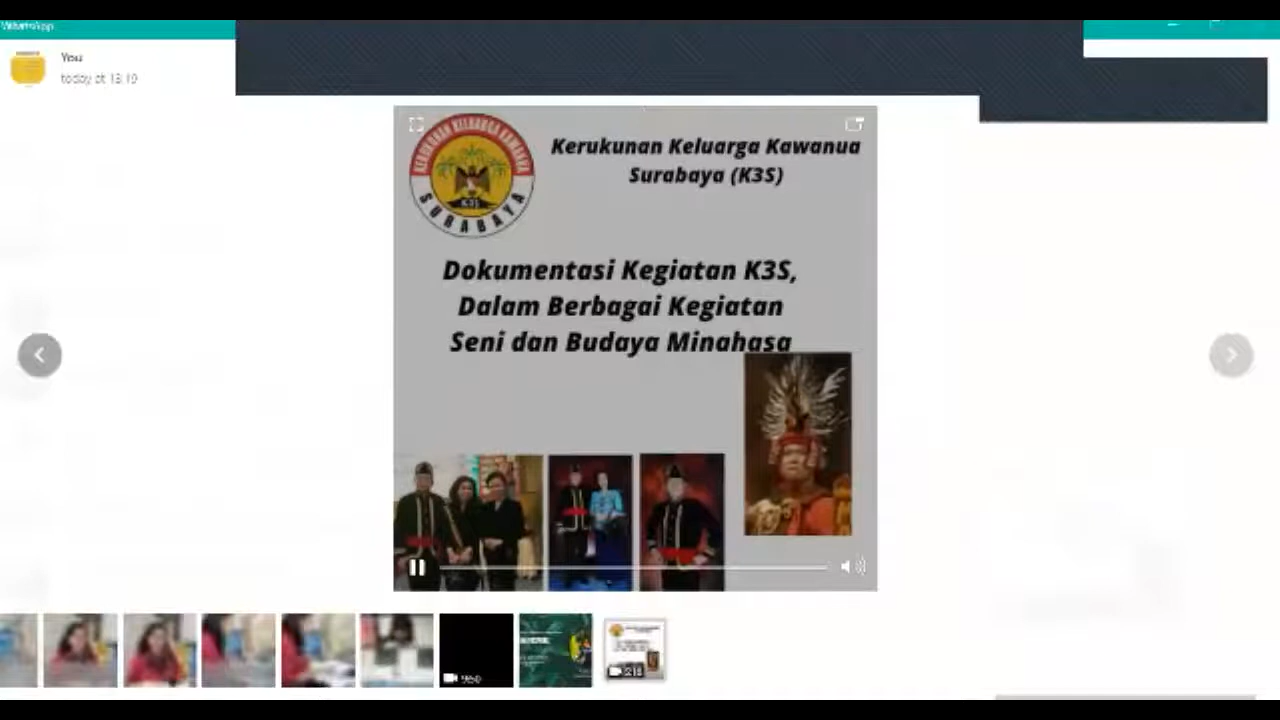 WhatsApp
You
today at 13:19
KERUKUNAN KELUARGA KAWANUA
K3S
SURABAYA
Kerukunan Keluarga Kawanua
Surabaya (K3S)
Dokumentasi Kegiatan K3S,
Dalam Berbagai Kegiatan
Seni dan Budaya Minahasa